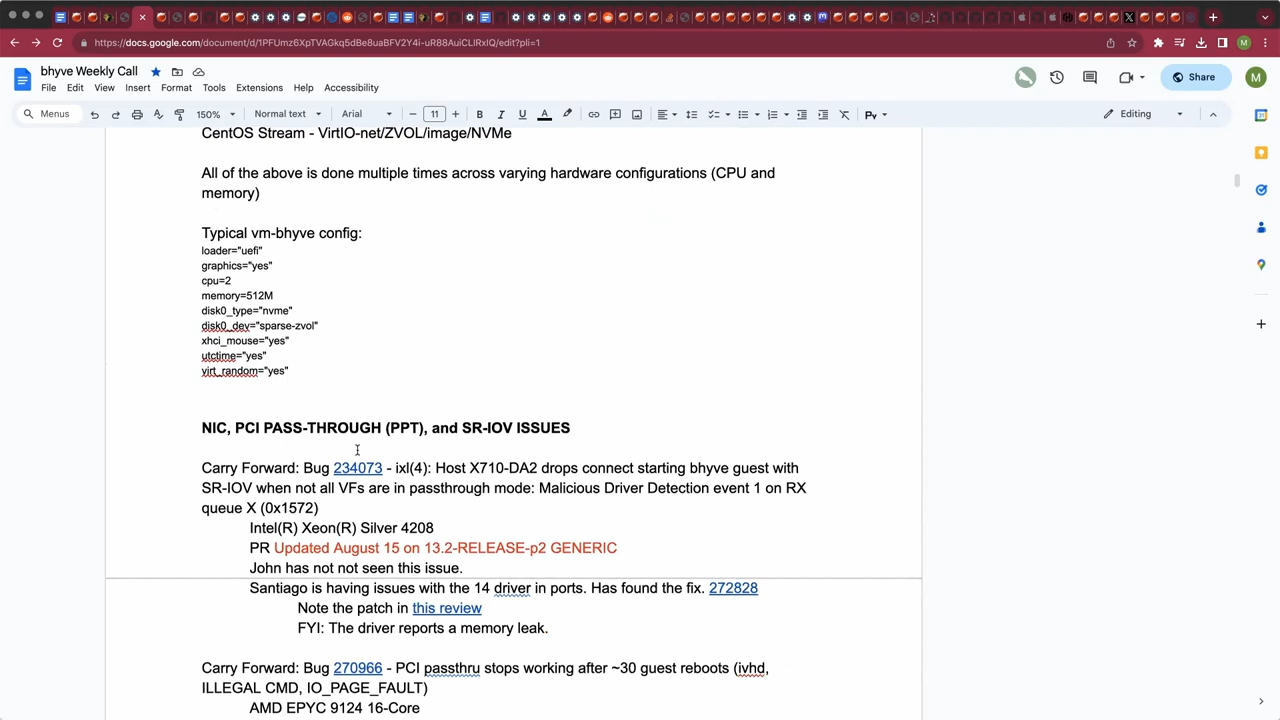 https://docs.google.com/document/d/1PFUmz6XpTVAGkq5dBe8uaBFV2Y4i-uR88AuiCLIRxIQ/edit?pli=1
M
bhyve Weekly Call
File Edit View Insert Format Tools Extensions Help Accessibility
Share
M
Menus 150% Normal text Arial 11 B I U A Editing
CentOS Stream - VirtIO-net/ZVOL/image/NVMe
All of the above is done multiple times across varying hardware configurations (CPU and
memory)
Typical vm-bhyve config:
loader="uefi"
graphics="yes"
cpu=2
memory=512M
disk0_type="nvme"
disk0_dev="sparse-zvol"
xhci_mouse="yes"
utctime="yes"
virt_random="yes"
NIC, PCI PASS-THROUGH (PPT), and SR-IOV ISSUES
Carry Forward: Bug 234073 - ixl(4): Host X710-DA2 drops connect starting bhyve guest with
SR-IOV when not all VFs are in passthrough mode: Malicious Driver Detection event 1 on RX
queue X (0x1572)
Intel(R) Xeon(R) Silver 4208
PR Updated August 15 on 13.2-RELEASE-p2 GENERIC
John has not not seen this issue.
Santiago is having issues with the 14 driver in ports. Has found the fix. 272828
Note the patch in this review
FYI: The driver reports a memory leak.
Carry Forward: Bug 270966 - PCI passthru stops working after ~30 guest reboots (ivhd,
ILLEGAL CMD, IO_PAGE_FAULT)
AMD EPYC 9124 16-Core